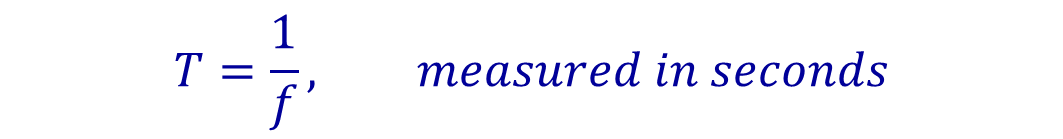 T = 1/f, measured in seconds